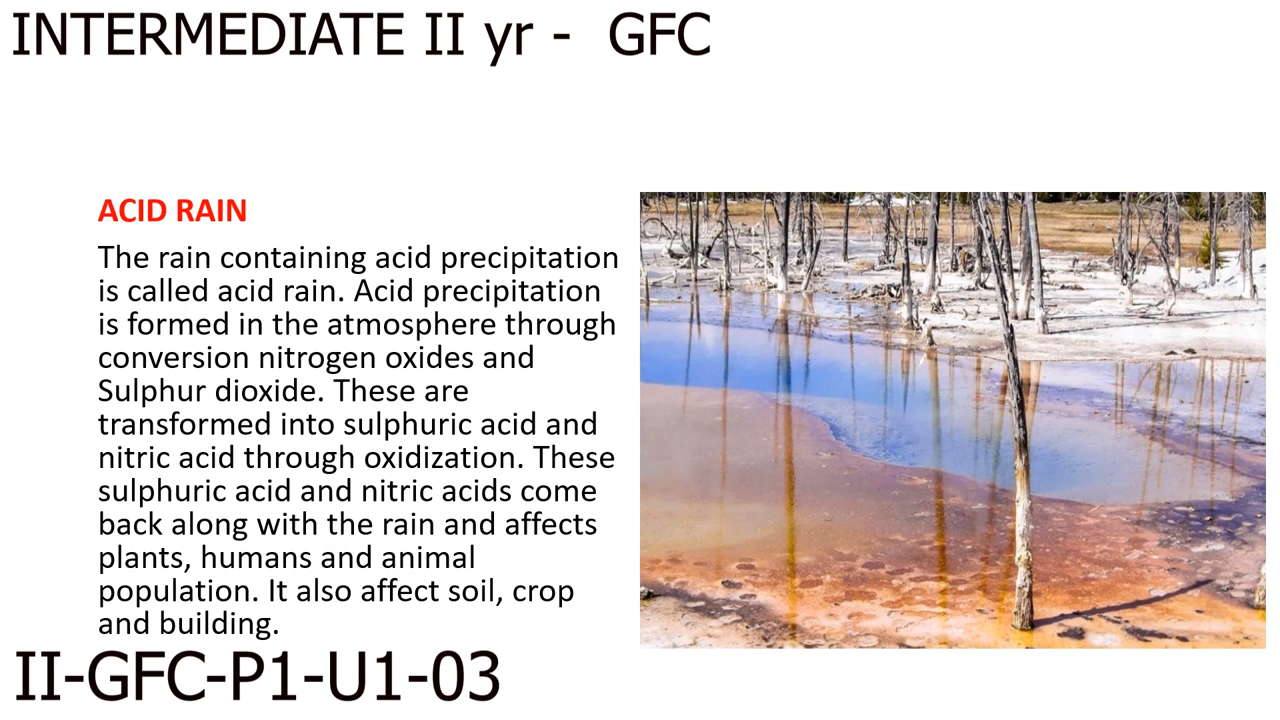 INTERMEDIATE II yr - GFC
ACID RAIN
The rain containing acid precipitation
is called acid rain. Acid precipitation
is formed in the atmosphere through
conversion nitrogen oxides and
Sulphur dioxide. These are
transformed into sulphuric acid and
nitric acid through oxidization. These
sulphuric acid and nitric acids come
back along with the rain and affects
plants, humans and animal
population. It also affect soil, crop
and building.
II-GFC-P1-U1-03